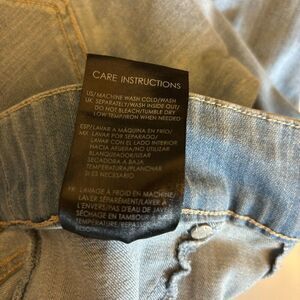 CARE INSTRUCTIONS
US/MACHINE WASH COLD/WASH
UK SEPARATELY/WASH INSIDE OUT/
DO NOT BLEACH/TUMBLE DRY
LOW TEMP/IRON WHEN NEEDED
ESP/LAVAR A MÁQUINA EN FRÍO/
MX LAVAR POR SEPARADO/
LAVAR CON EL LADO INTERIOR
HACIA AFUERA/NO UTILIZAR
BLANQUEADOR/USAR
SECADORA A BAJA
TEMPERATURA/PLANCHAR
SI ES NECESARIO
FR LAVAGE À FROID EN MACHINE/
LAVER SÉPARÉMENT/LAVER À
L'ENVERS/PAS D'EAU DE JAVEL/
SÉCHAGE EN TAMBOUR À BASSE
TEMPÉRATURE/REPASSER SI